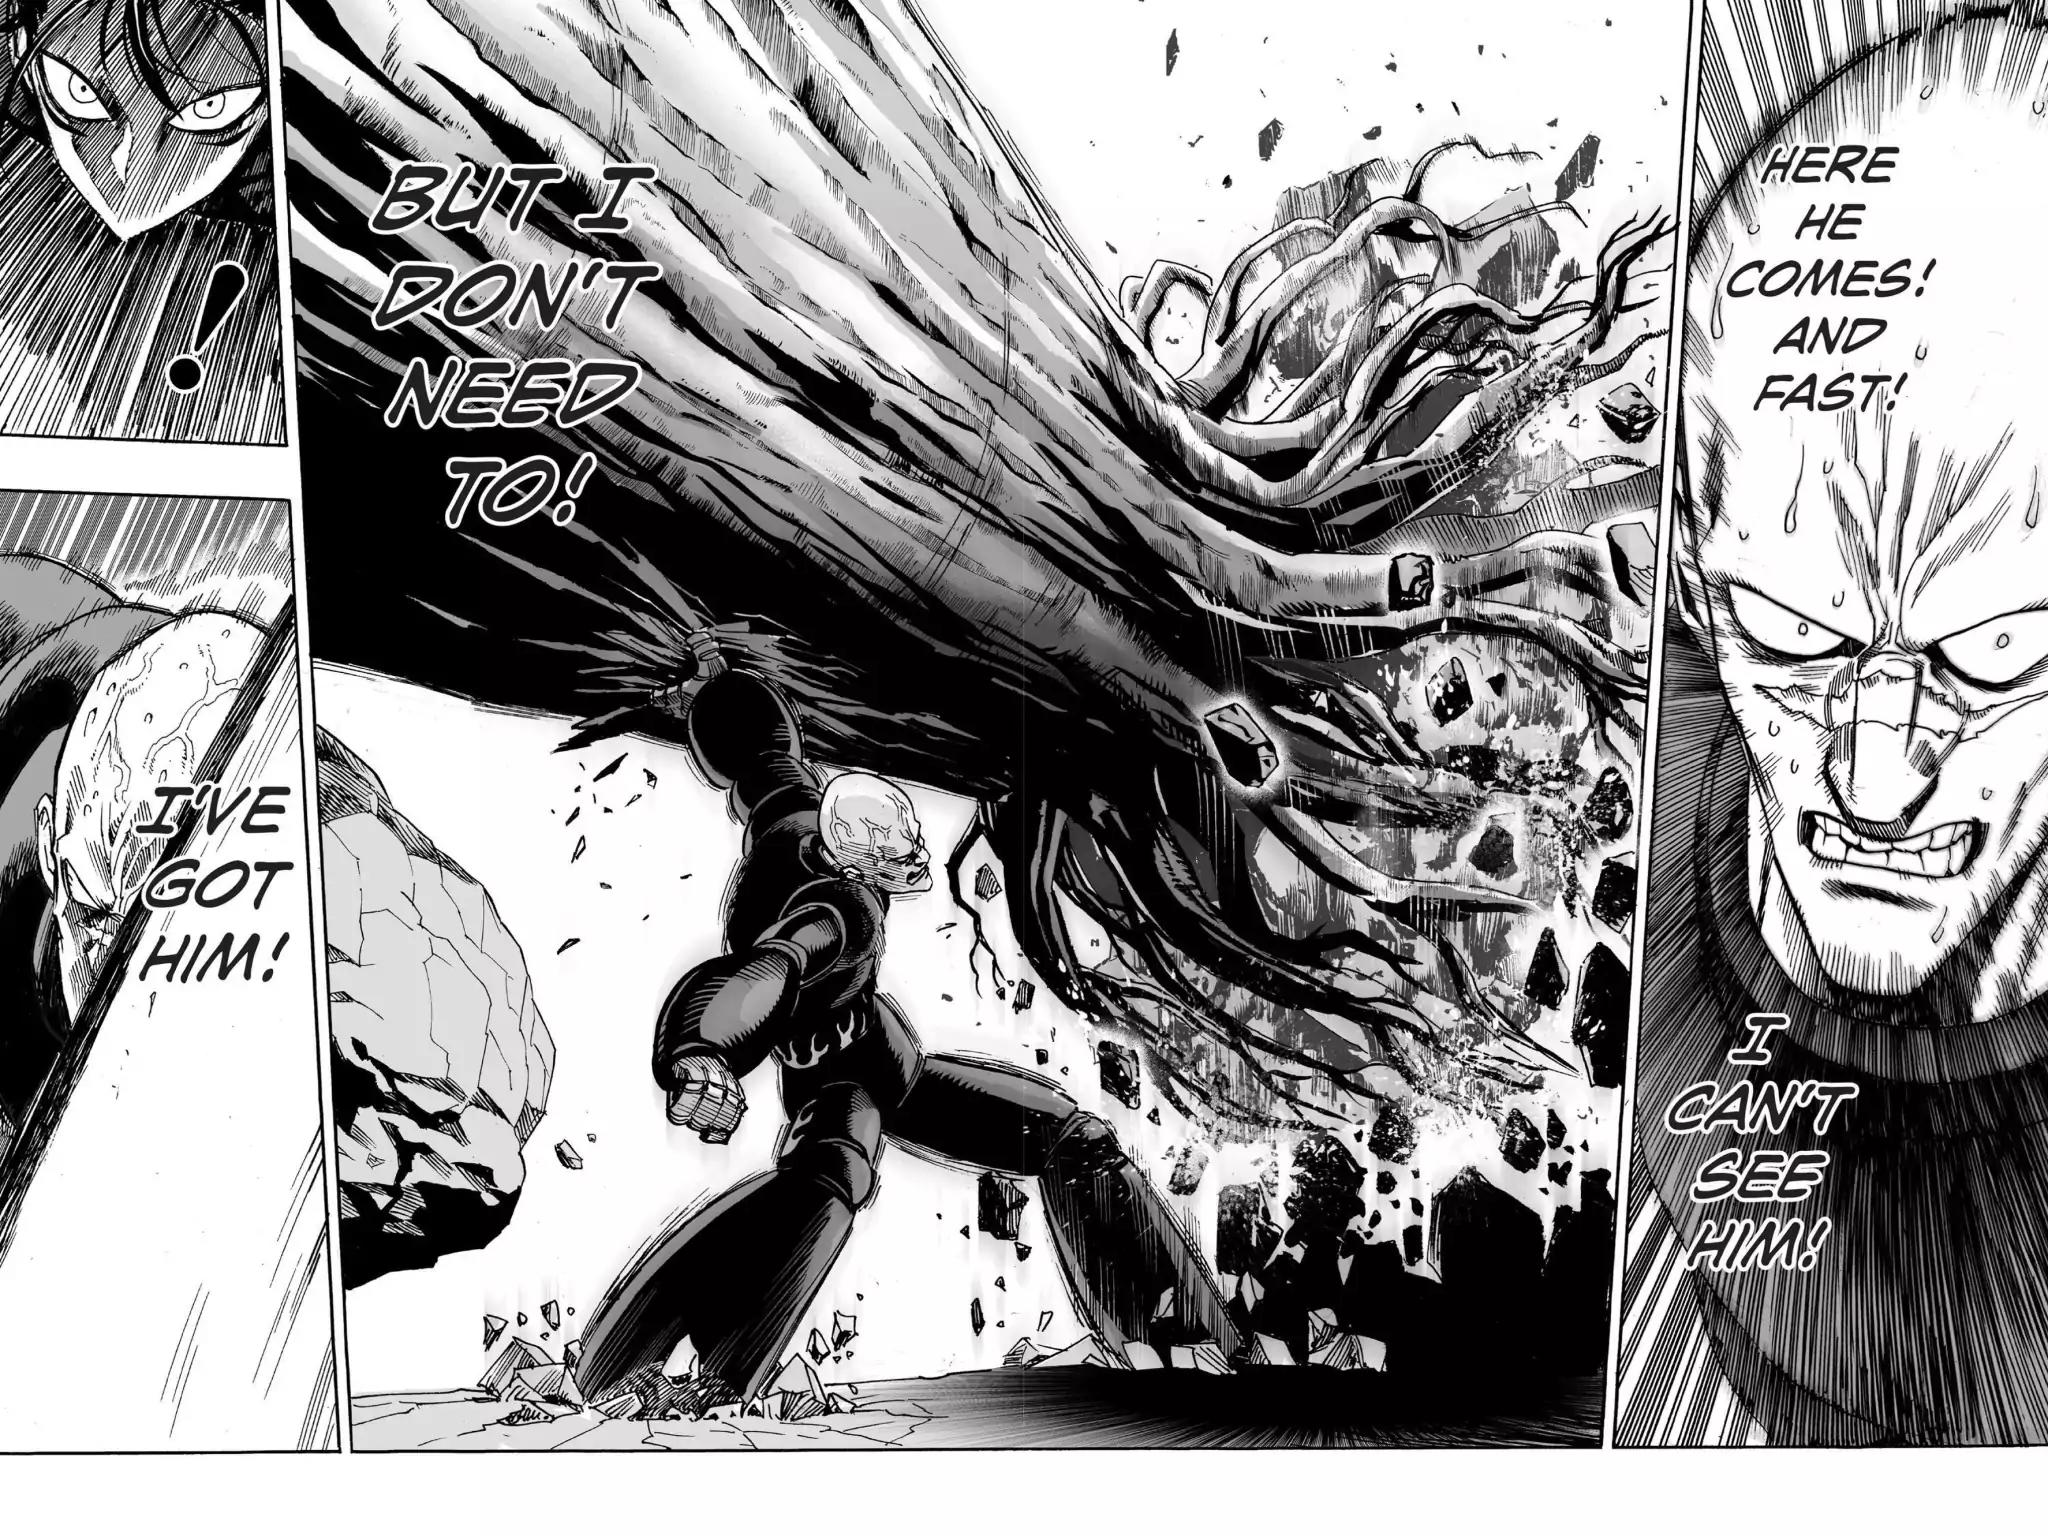 HERE
HE
COMES!
AND
FAST!
I
CAN'T
SEE
HIM!
BUT I
DON'T
NEED
TO!
!
I'VE
GOT
HIM!